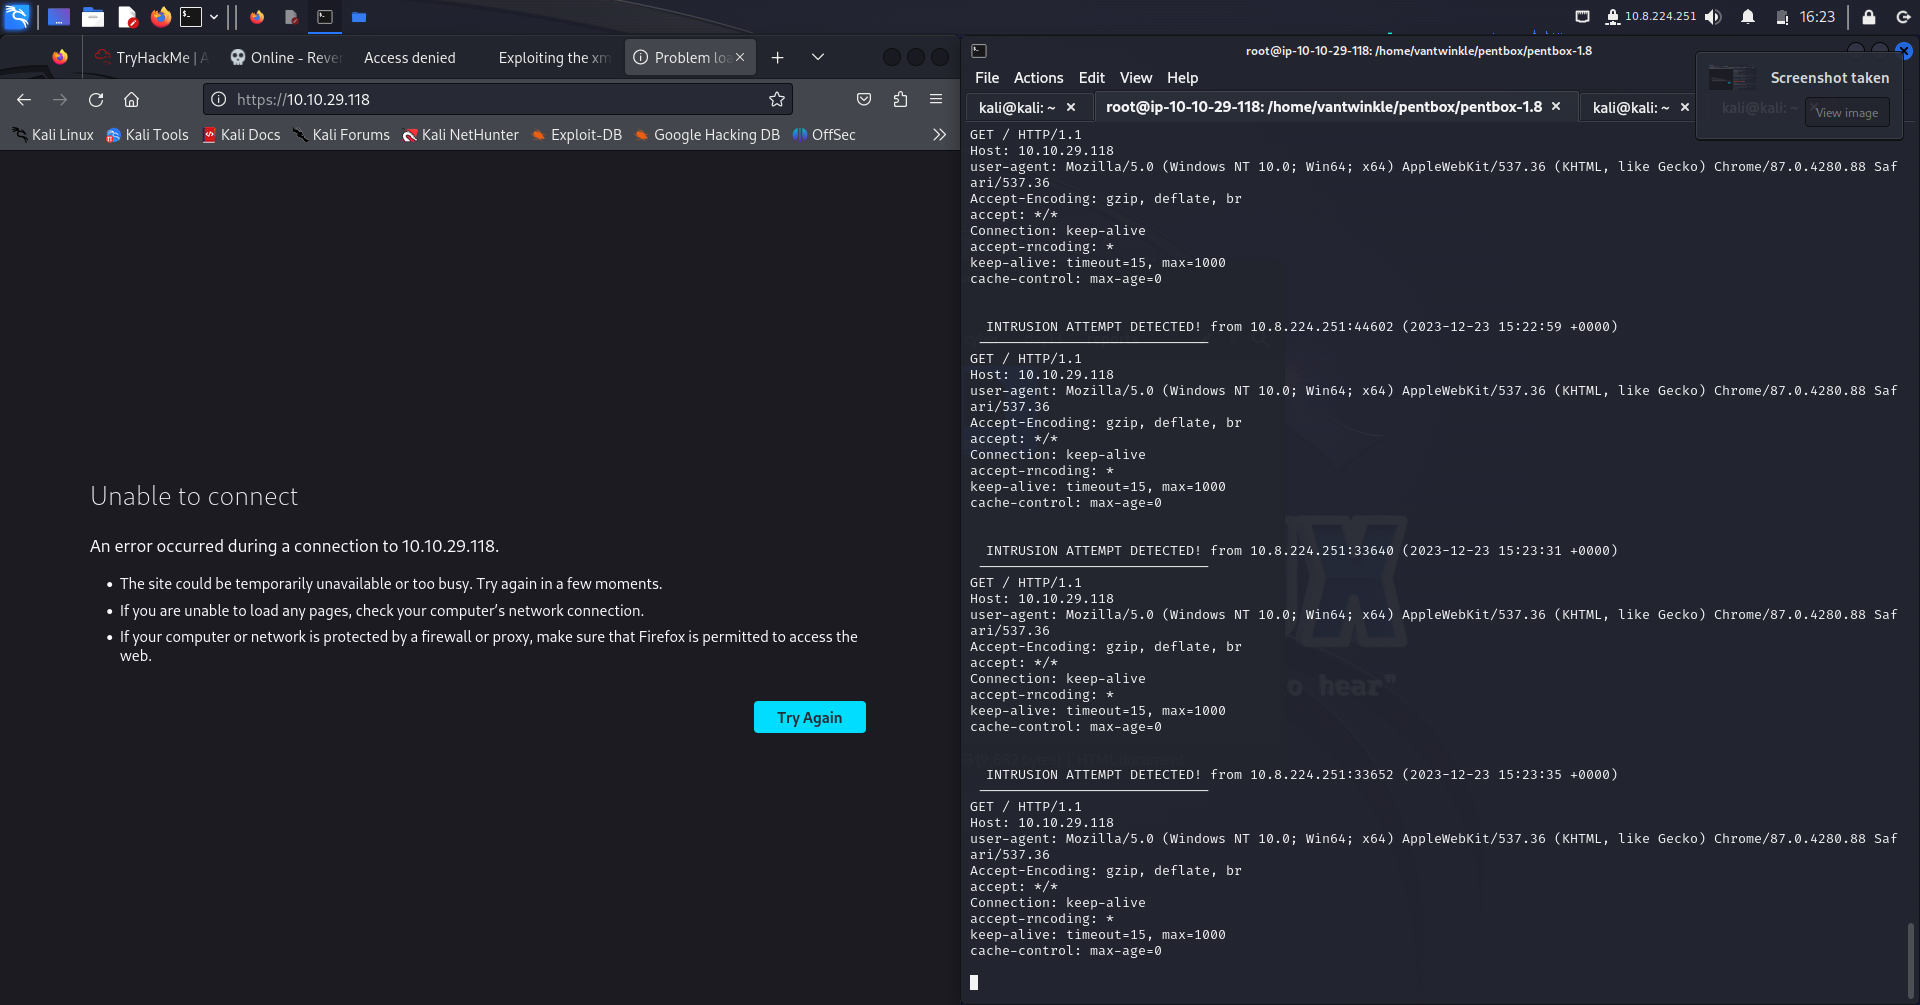 10.8.224.251
16:23
TryHackMe | A
Online - Rever
Access denied
Exploiting the xm
Problem loa
https://10.10.29.118
Kali Linux
Kali Tools
Kali Docs
Kali Forums
Kali NetHunter
Exploit-DB
Google Hacking DB
OffSec
Unable to connect
An error occurred during a connection to 10.10.29.118.
The site could be temporarily unavailable or too busy. Try again in a few moments.
If you are unable to load any pages, check your computer's network connection.
If your computer or network is protected by a firewall or proxy, make sure that Firefox is permitted to access the
web.
Try Again
root@ip-10-10-29-118: /home/vantwinkle/pentbox/pentbox-1.8
File Actions Edit View Help
kali@kali: ~
root@ip-10-10-29-118: /home/vantwinkle/pentbox/pentbox-1.8
kali@kali: ~
kali@kali: ~
Screenshot taken
View image
GET / HTTP/1.1
Host: 10.10.29.118
user-agent: Mozilla/5.0 (Windows NT 10.0; Win64; x64) AppleWebKit/537.36 (KHTML, like Gecko) Chrome/87.0.4280.88 Saf
ari/537.36
Accept-Encoding: gzip, deflate, br
accept: */*
Connection: keep-alive
accept-rncoding: *
keep-alive: timeout=15, max=1000
cache-control: max-age=0
INTRUSION ATTEMPT DETECTED! from 10.8.224.251:44602 (2023-12-23 15:22:59 +0000)
GET / HTTP/1.1
Host: 10.10.29.118
user-agent: Mozilla/5.0 (Windows NT 10.0; Win64; x64) AppleWebKit/537.36 (KHTML, like Gecko) Chrome/87.0.4280.88 Saf
ari/537.36
Accept-Encoding: gzip, deflate, br
accept: */*
Connection: keep-alive
accept-rncoding: *
keep-alive: timeout=15, max=1000
cache-control: max-age=0
INTRUSION ATTEMPT DETECTED! from 10.8.224.251:33640 (2023-12-23 15:23:31 +0000)
GET / HTTP/1.1
Host: 10.10.29.118
user-agent: Mozilla/5.0 (Windows NT 10.0; Win64; x64) AppleWebKit/537.36 (KHTML, like Gecko) Chrome/87.0.4280.88 Saf
ari/537.36
Accept-Encoding: gzip, deflate, br
accept: */*
Connection: keep-alive
accept-rncoding: *
keep-alive: timeout=15, max=1000
cache-control: max-age=0
o hear"
INTRUSION ATTEMPT DETECTED! from 10.8.224.251:33652 (2023-12-23 15:23:35 +0000)
GET / HTTP/1.1
Host: 10.10.29.118
user-agent: Mozilla/5.0 (Windows NT 10.0; Win64; x64) AppleWebKit/537.36 (KHTML, like Gecko) Chrome/87.0.4280.88 Saf
ari/537.36
Accept-Encoding: gzip, deflate, br
accept: */*
Connection: keep-alive
accept-rncoding: *
keep-alive: timeout=15, max=1000
cache-control: max-age=0